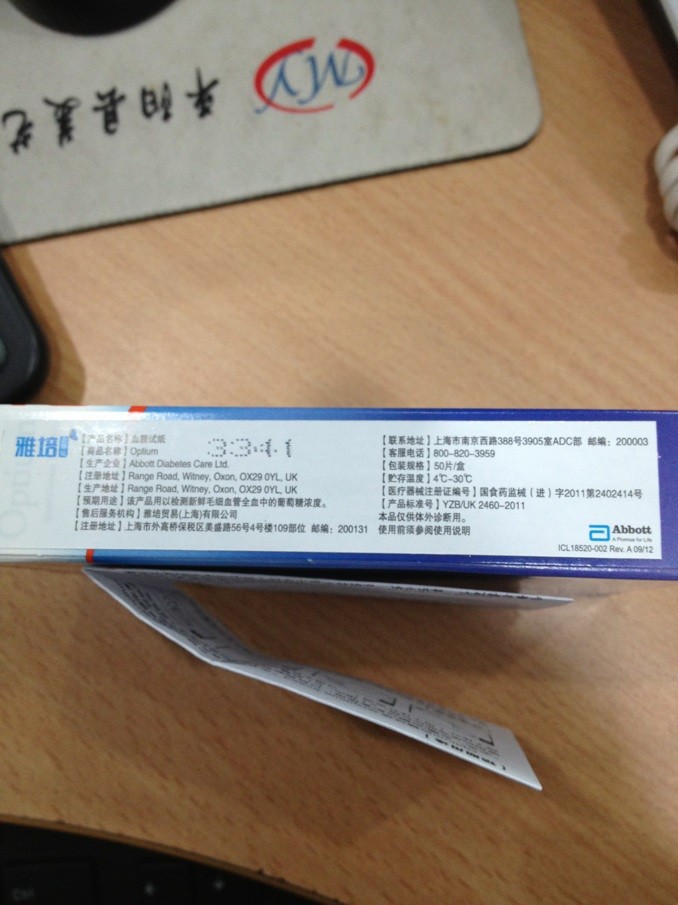 MY
雅培
【产品名称】血糖试纸
【商品名称】Optium
【生产企业】Abbott Diabetes Care Ltd.
【注册地址】Range Road, Witney, Oxon, OX29 0YL, UK
【生产地址】Range Road, Witney, Oxon, OX29 0YL, UK
【预期用途】该产品用以检测新鲜毛细血管全血中的葡萄糖浓度。
【售后服务机构】雅培贸易(上海)有限公司
【注册地址】上海市外高桥保税区美盛路56号4号楼109部位 邮编：200131
【联系地址】上海市南京西路388号3905室ADC部 邮编：200003
【客服电话】800-820-3959
【包装规格】50片/盒
【贮存温度】4℃-30℃
【医疗器械注册证编号】国食药监械（进）字2011第2402414号
【产品标准号】YZB/UK 2460-2011
本品仅供体外诊断用。
使用前须参阅使用说明
Abbott
A Promise for Life
ICL18520-002 Rev. A 09/12